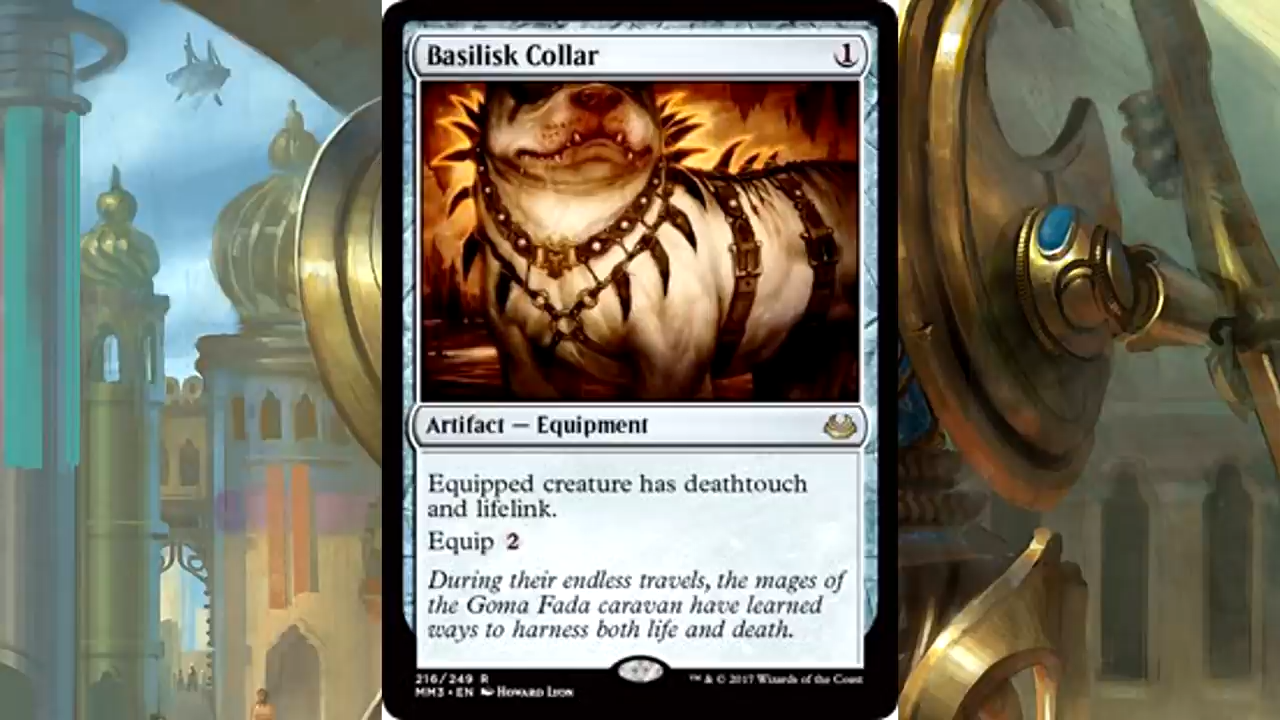 Basilisk Collar 1
Artifact — Equipment
Equipped creature has deathtouch
and lifelink.
Equip 2
During their endless travels, the mages of
the Goma Fada caravan have learned
ways to harness both life and death.
216/249 R
MM3 • EN Howard Lyon
™ & © 2017 Wizards of the Coast